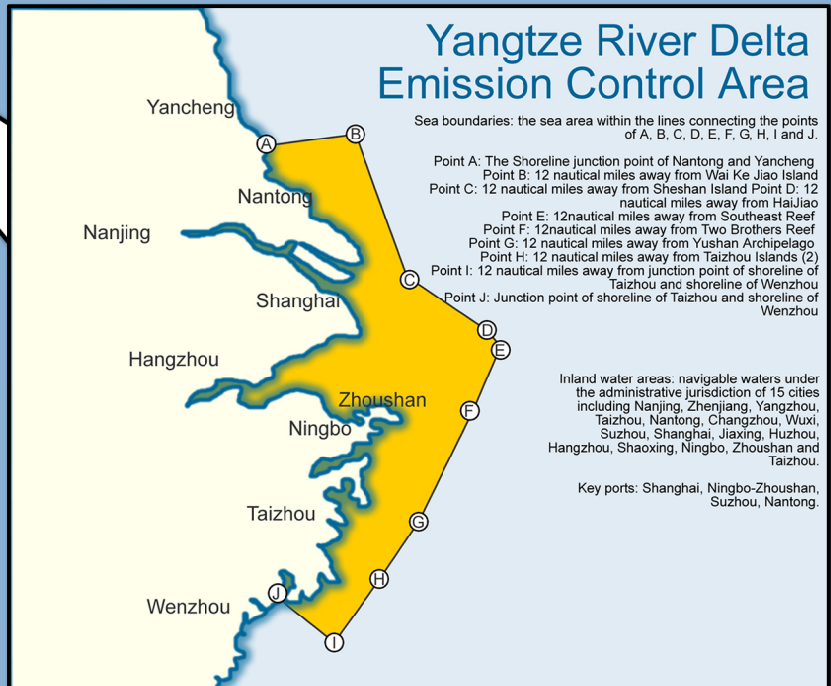 Yangtze River Delta
Emission Control Area
Sea boundaries: the sea area within the lines connecting the points
of A, B, C, D, E, F, G, H, I and J.
Point A: The Shoreline junction point of Nantong and Yancheng
Point B: 12 nautical miles away from Wai Ke Jiao Island
Point C: 12 nautical miles away from Sheshan Island Point D: 12
nautical miles away from HaiJiao
Point E: 12nautical miles away from Southeast Reef
Point F: 12nautical miles away from Two Brothers Reef
Point G: 12 nautical miles away from Yushan Archipelago
Point H: 12 nautical miles away from Taizhou Islands (2)
Point I: 12 nautical miles away from junction point of shoreline of
Taizhou and shoreline of Wenzhou
Point J: Junction point of shoreline of Taizhou and shoreline of
Wenzhou
Inland water areas: navigable waters under
the administrative jurisdiction of 15 cities
including Nanjing, Zhenjiang, Yangzhou,
Taizhou, Nantong, Changzhou, Wuxi,
Suzhou, Shanghai, Jiaxing, Huzhou,
Hangzhou, Shaoxing, Ningbo, Zhoushan and
Taizhou.
Key ports: Shanghai, Ningbo-Zhoushan,
Suzhou, Nantong.
Yancheng
A
B
Nantong
Nanjing
C
Shanghai
D
E
Hangzhou
Zhoushan
F
Ningbo
Taizhou
G
H
J
Wenzhou
I